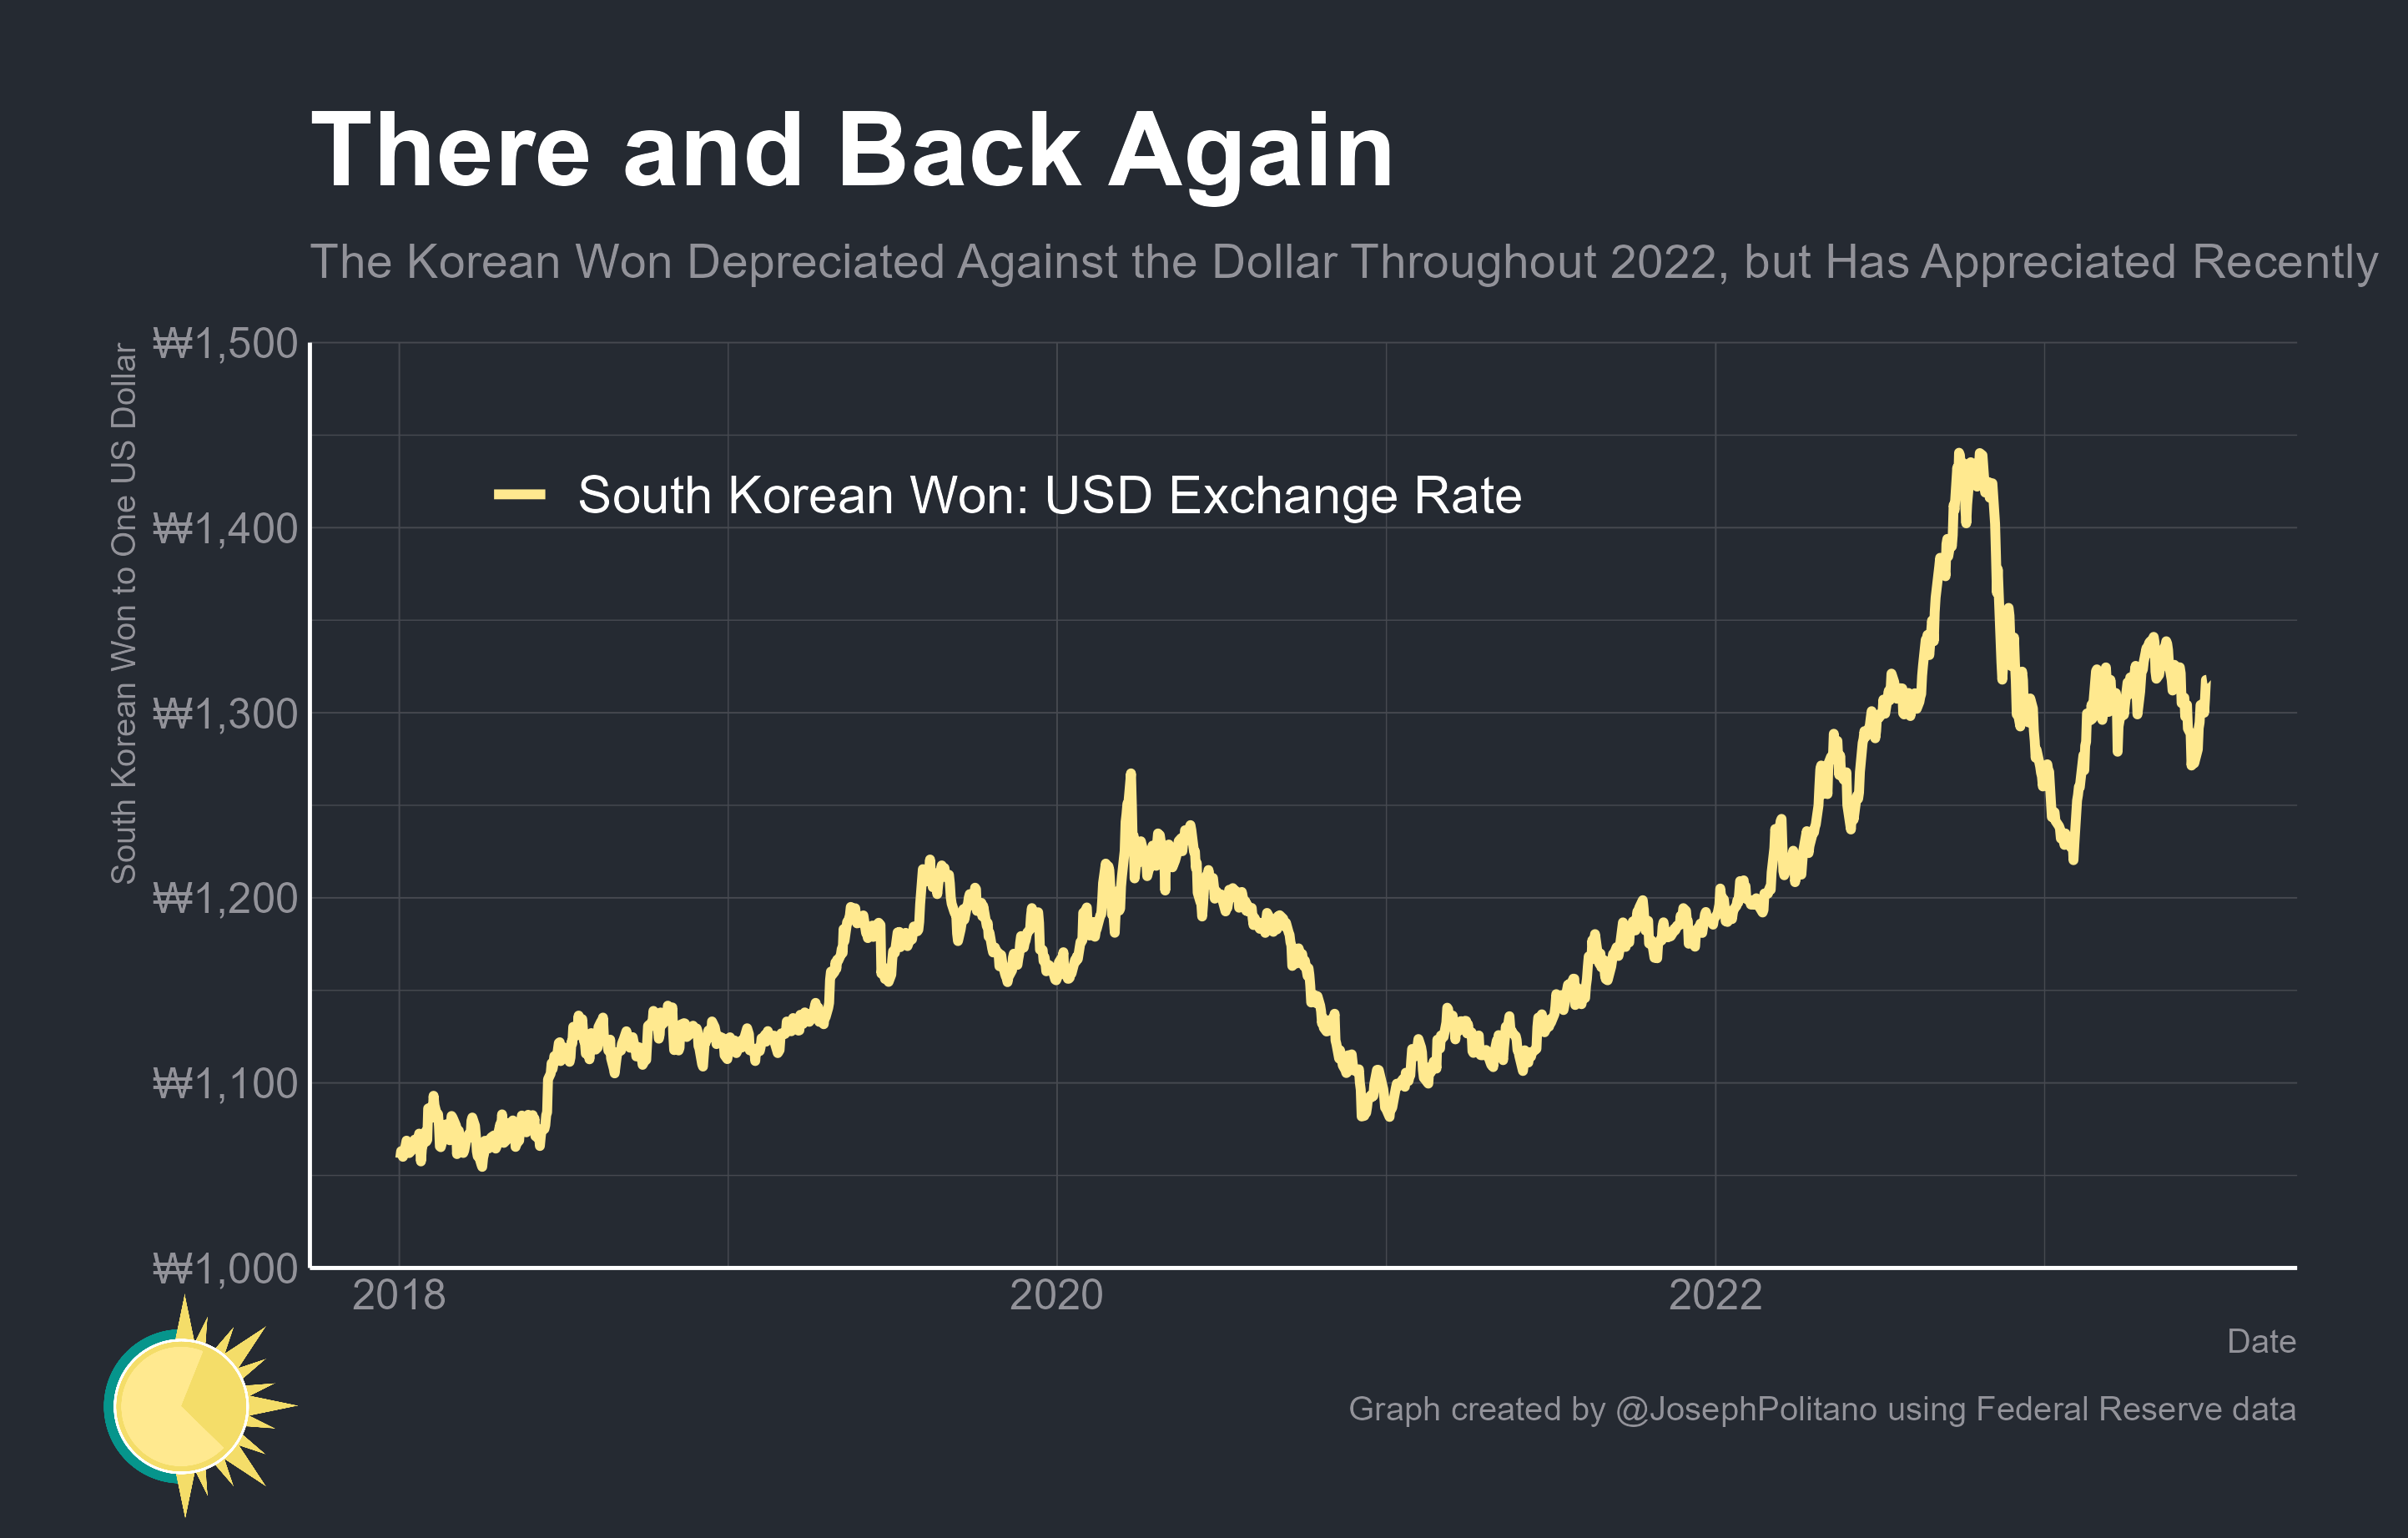 There and Back Again
The Korean Won Depreciated Against the Dollar Throughout 2022, but Has Appreciated Recently
South Korean Won to One US Dollar
₩1,500
₩1,400
₩1,300
₩1,200
₩1,100
₩1,000
South Korean Won: USD Exchange Rate
2018
2020
2022
Date
Graph created by @JosephPolitano using Federal Reserve data